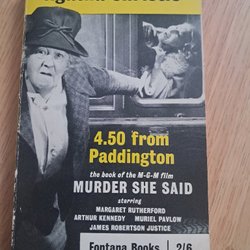 4.50 from
Paddington
the book of the M-G-M film
MURDER SHE SAID
starring
MARGARET RUTHERFORD
ARTHUR KENNEDY MURIEL PAVLOW
JAMES ROBERTSON JUSTICE
Fontana Books 2/6